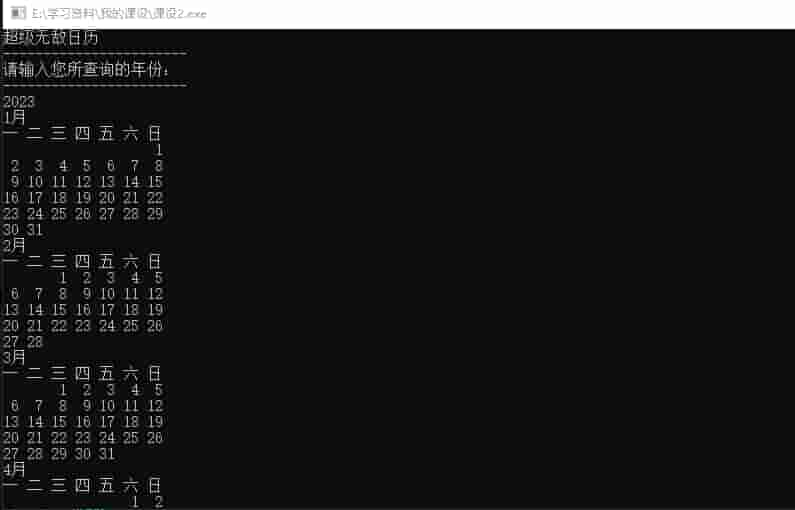 E:\学习资料\我的课设\课设2.exe
超级无敌日历
-----------------------
请输入您所查询的年份:
-----------------------
2023
1月
一 二 三 四 五 六 日
1
2 3 4 5 6 7 8
9 10 11 12 13 14 15
16 17 18 19 20 21 22
23 24 25 26 27 28 29
30 31
2月
一 二 三 四 五 六 日
1 2 3 4 5
6 7 8 9 10 11 12
13 14 15 16 17 18 19
20 21 22 23 24 25 26
27 28
3月
一 二 三 四 五 六 日
1 2 3 4 5
6 7 8 9 10 11 12
13 14 15 16 17 18 19
20 21 22 23 24 25 26
27 28 29 30 31
4月
一 二 三 四 五 六 日
1 2